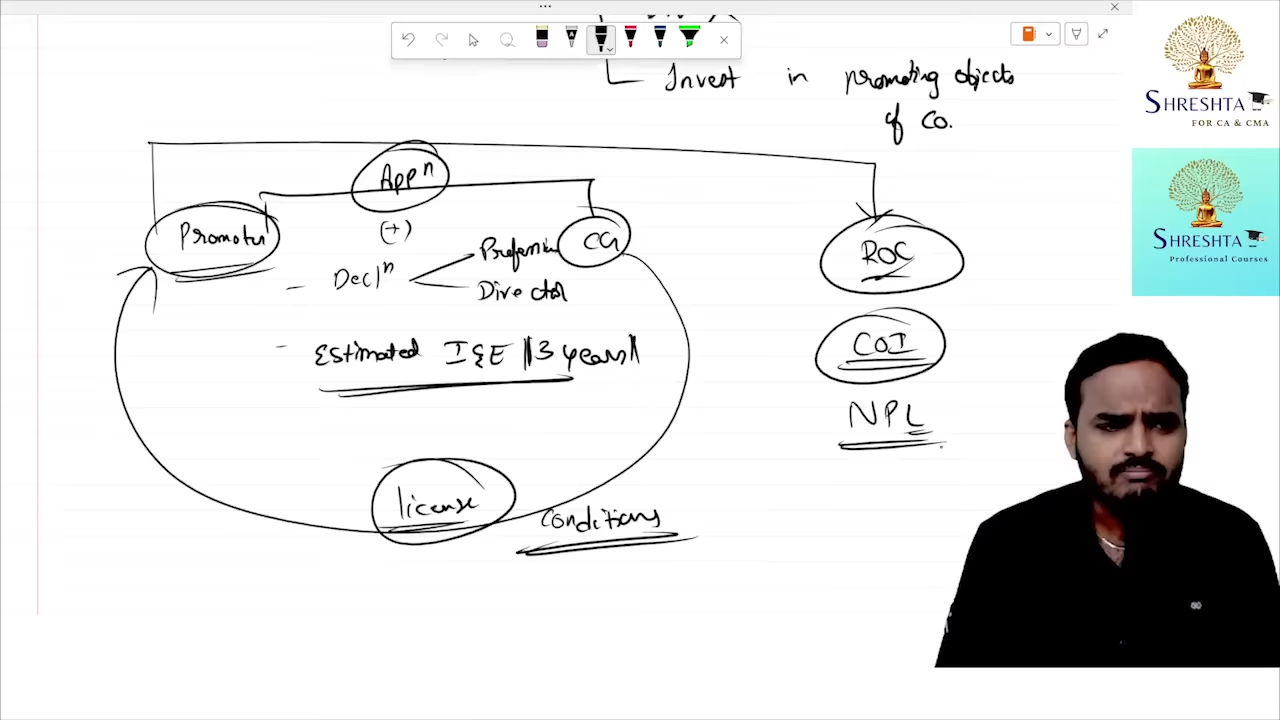 Invest in promoting objects
of Co.
Appⁿ
Promoter
(+)
CG
ROC
Declⁿ
Director
Estimated I&E |3 years|
COI
NPL
license
Conditions
SHRESHTA
FOR CA & CMA
SHRESHTA
Professional Courses